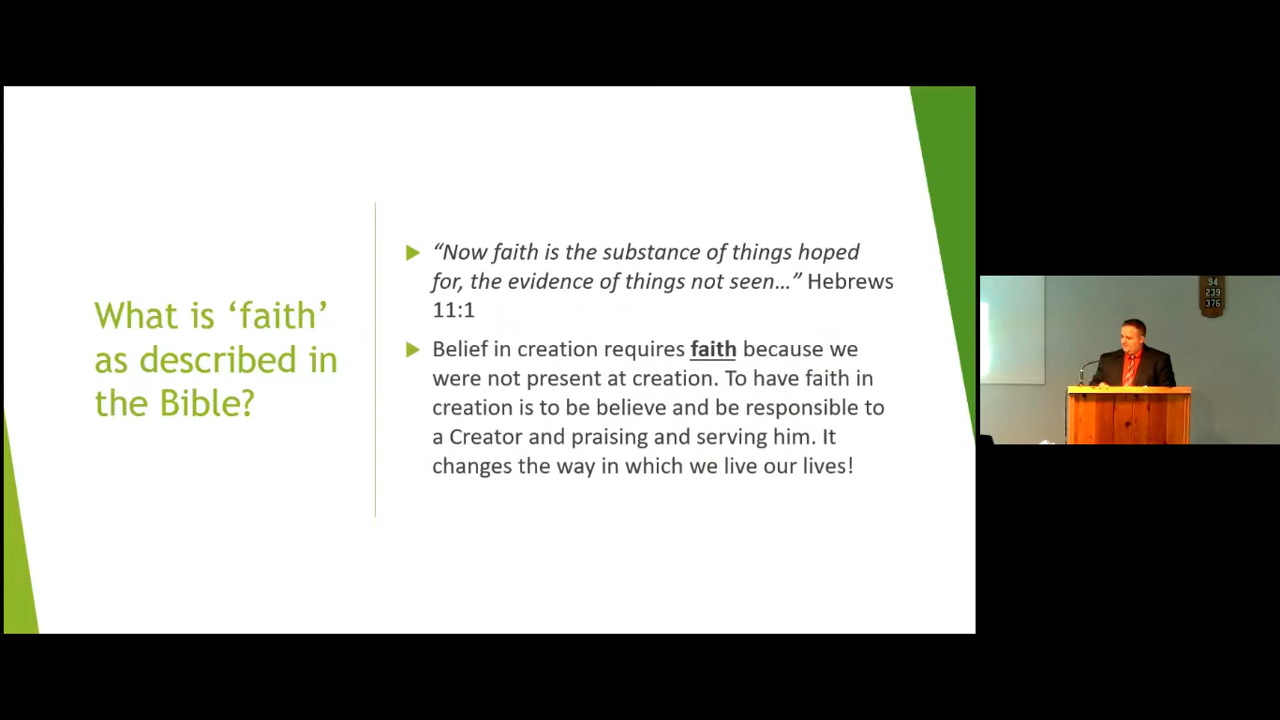 What is ‘faith’
as described in
the Bible?
“Now faith is the substance of things hoped
for, the evidence of things not seen…” Hebrews
11:1
Belief in creation requires faith because we
were not present at creation. To have faith in
creation is to be believe and be responsible to
a Creator and praising and serving him. It
changes the way in which we live our lives!
94
239
376